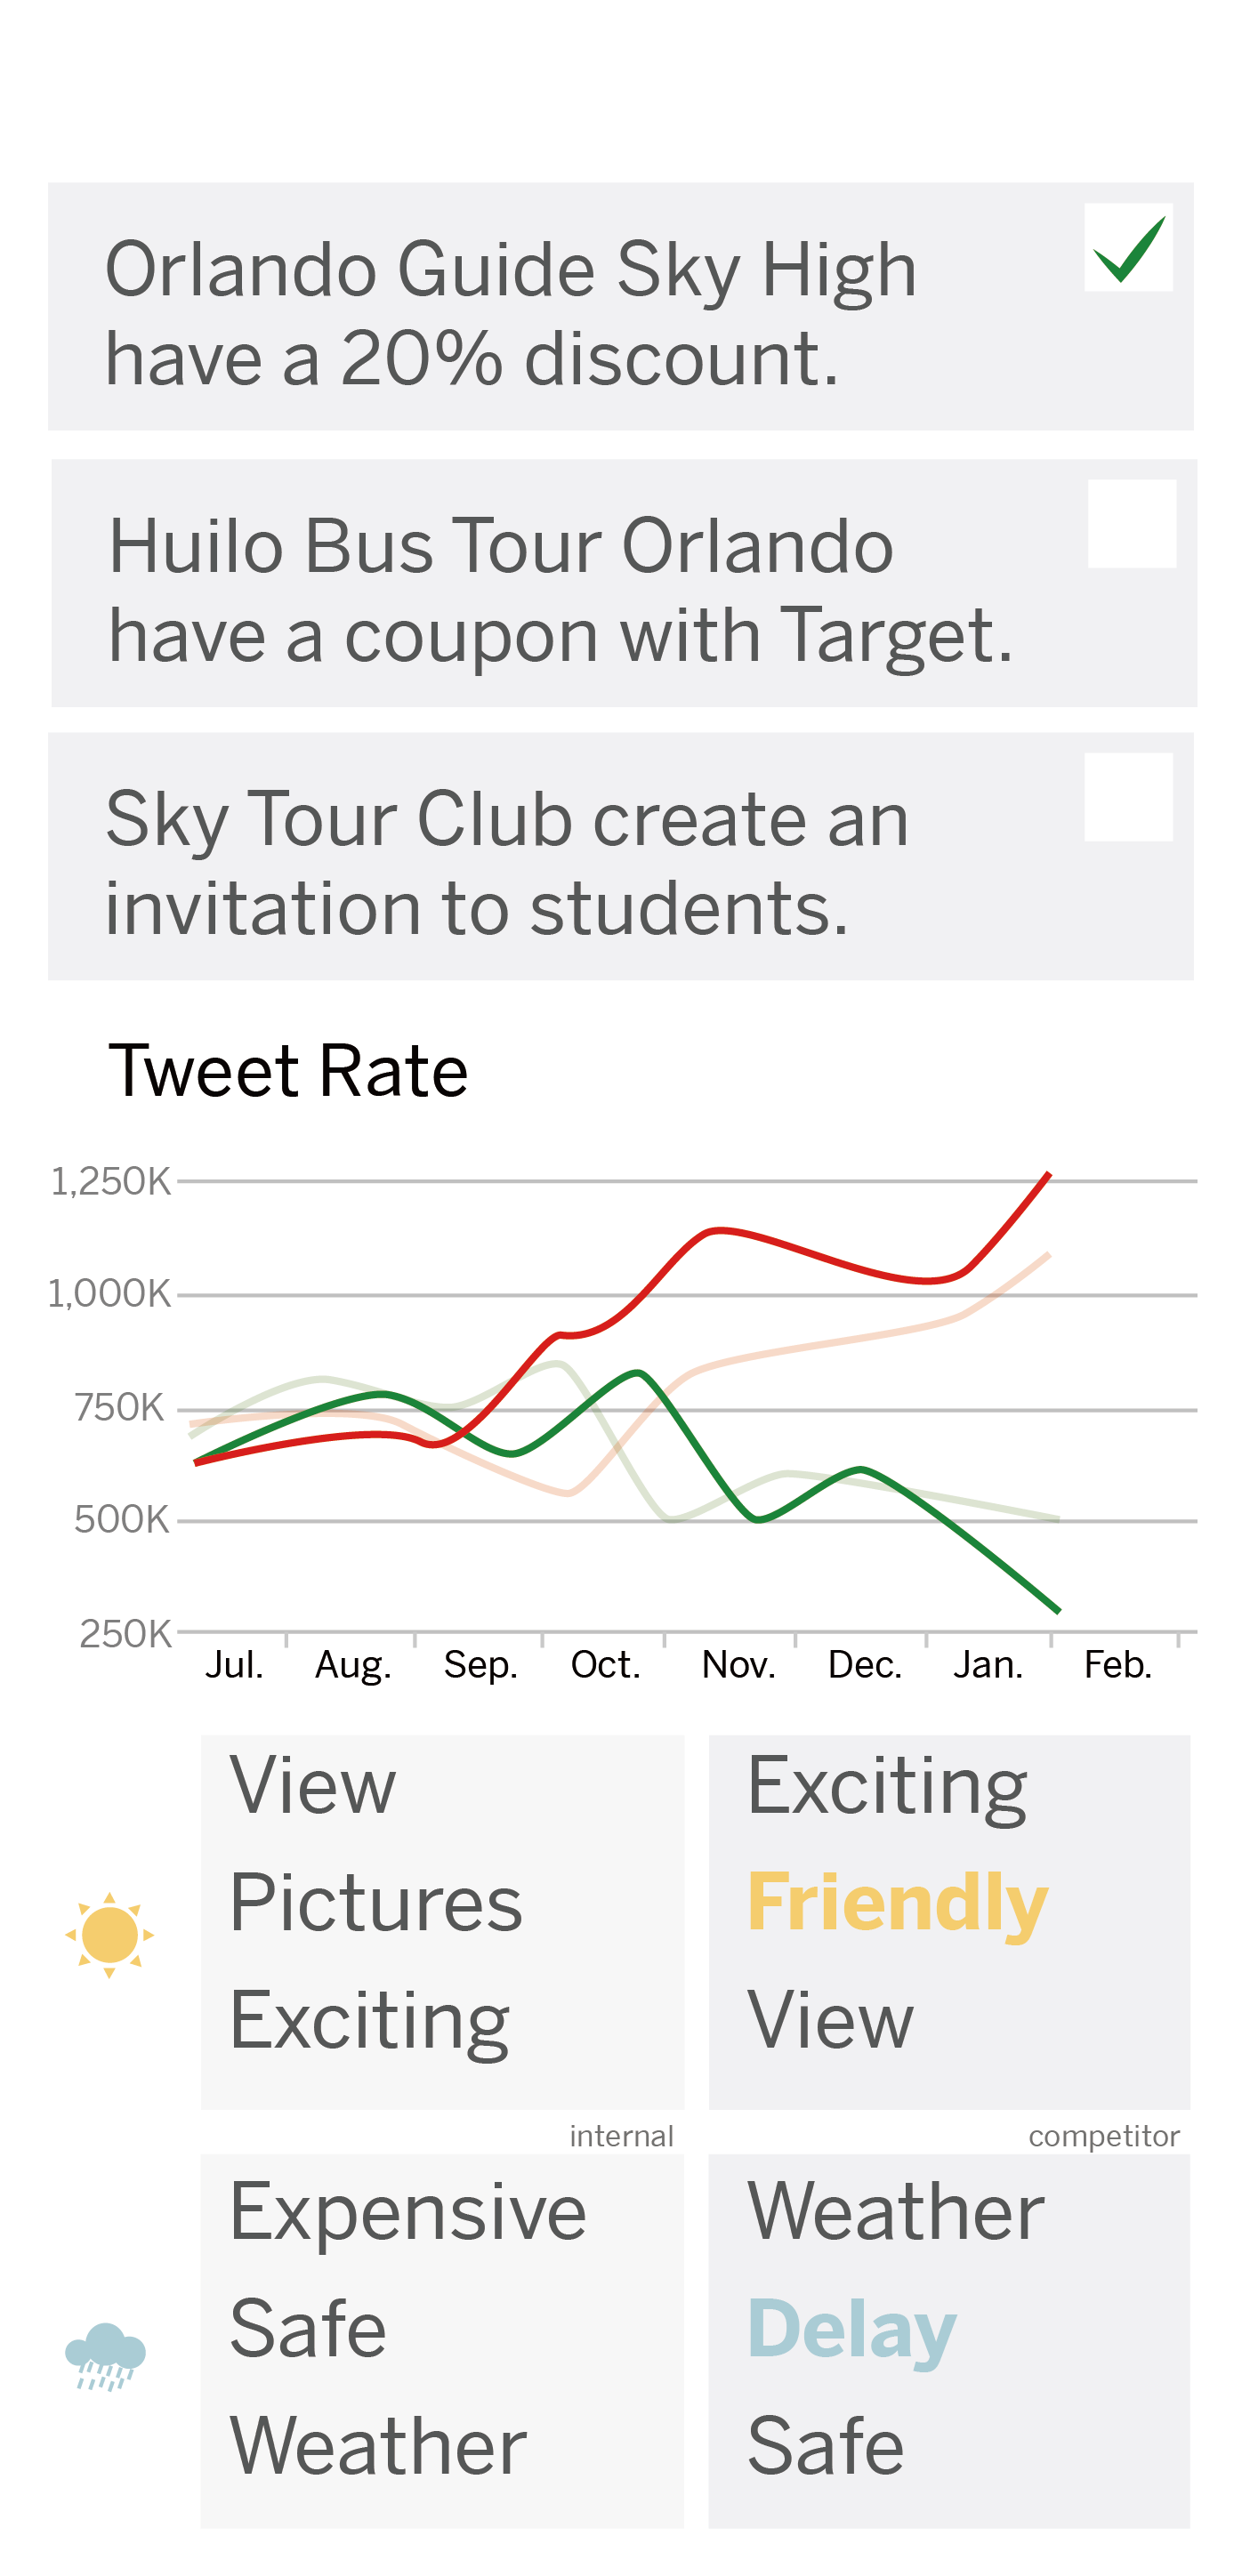 Orlando Guide Sky High
have a 20% discount.
Huilo Bus Tour Orlando
have a coupon with Target.
Sky Tour Club create an
invitation to students.
Tweet Rate
1,250K
1,000K
750K
500K
250K
Jul. Aug. Sep. Oct. Nov. Dec. Jan. Feb.
View
Pictures
Exciting
internal
Exciting
Friendly
View
competitor
Expensive
Safe
Weather
Weather
Delay
Safe